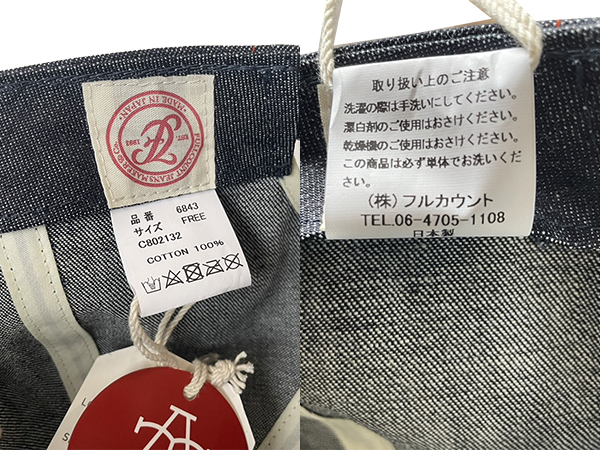 FULLCOUNT JEANS MAKER & Co.
• MADE IN JAPAN •
EST. 1993
品番 6843
サイズ FREE
C802132
COTTON 100%
取り扱い上のご注意
洗濯の際は手洗いにしてください。
漂白剤のご使用はおさけください。
乾燥機のご使用はおさけください。
この商品は必ず単体でお洗いくだ
(株) フルカウント
TEL.06-4705-1108
日本製